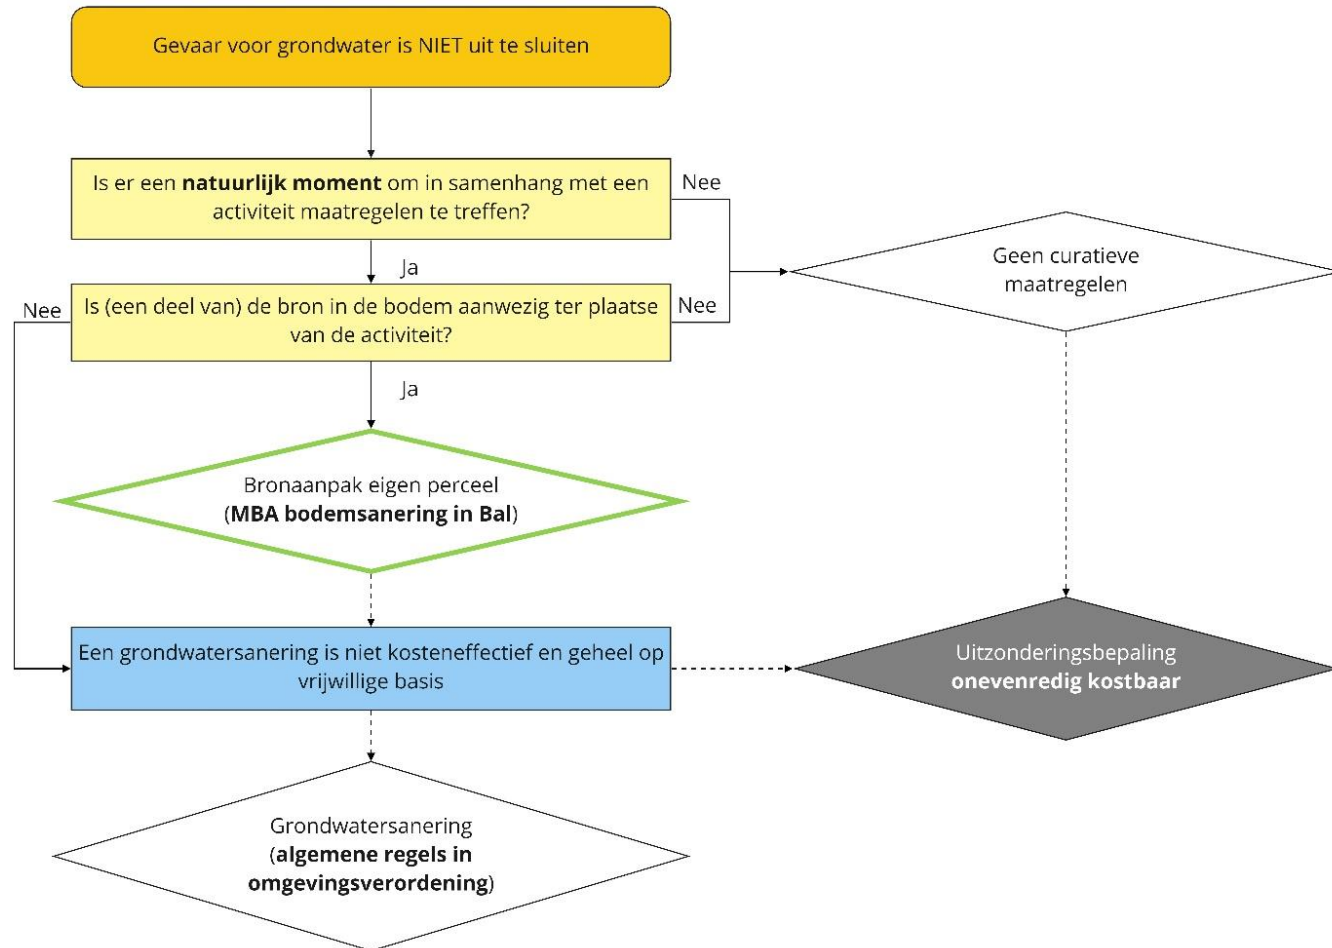 Gevaar voor grondwater is NIET uit te sluiten
Is er een natuurlijk moment om in samenhang met een
activiteit maatregelen te treffen?
Nee
Geen curatieve
maatregelen
Ja
Nee
Is (een deel van) de bron in de bodem aanwezig ter plaatse
van de activiteit?
Nee
Ja
Bronaanpak eigen perceel
(MBA bodemsanering in Bal)
Een grondwatersanering is niet kosteneffectief en geheel op
vrijwillige basis
Uitzonderingsbepaling
onevenredig kostbaar
Grondwatersanering
(algemene regels in
omgevingsverordening)